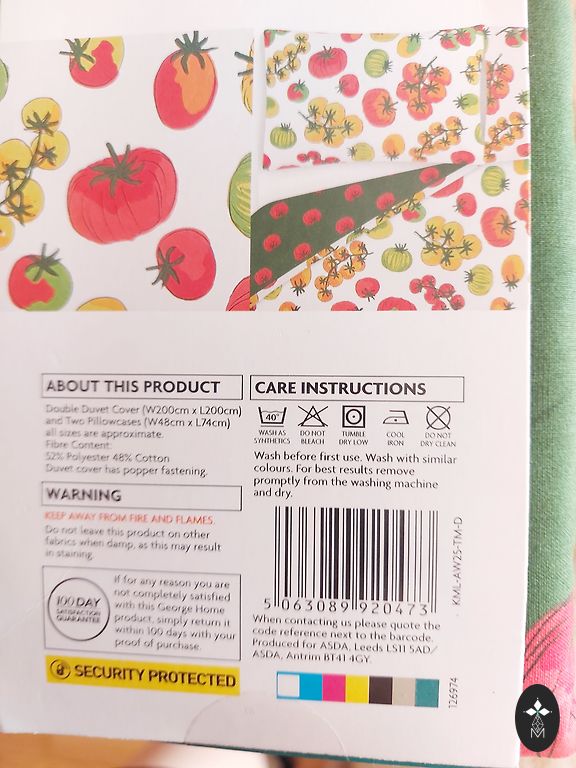 ABOUT THIS PRODUCT
Double Duvet Cover (W200cm x L200cm)
and Two Pillowcases (W48cm x L74cm)
all sizes are approximate.
Fibre Content:
52% Polyester 48% Cotton
Duvet cover has popper fastening.
WARNING
KEEP AWAY FROM FIRE AND FLAMES.
Do not leave this product on other
fabrics when damp, as this may result
in staining.
100 DAY
SATISFACTION
GUARANTEE
If for any reason you are
not completely satisfied
with this George Home
product, simply return it
within 100 days with your
proof of purchase.
SECURITY PROTECTED
CARE INSTRUCTIONS
40°
WASH AS
SYNTHETICS
DO NOT
BLEACH
TUMBLE
DRY LOW
COOL
IRON
DO NOT
DRY CLEAN
Wash before first use. Wash with similar
colours. For best results remove
promptly from the washing machine
and dry.
5 063089 920473
KML-AW25-TM-D
When contacting us please quote the
code reference next to the barcode.
Produced for ASDA, Leeds LS11 5AD/
ASDA, Antrim BT41 4GY.
126974
M